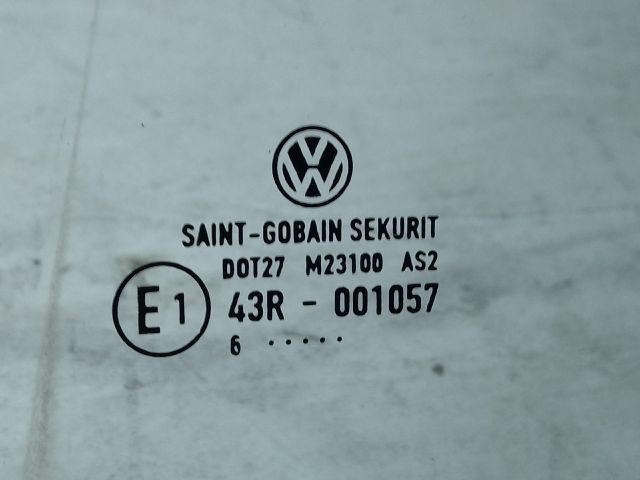 SAINT-GOBAIN SEKURIT
DOT27 M23100 AS2
E1 43R - 001057
6 .....